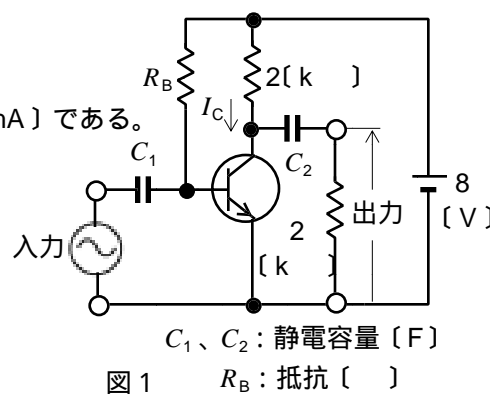 R_B
2〔k　〕
I_C
mA〕である。
C_1
C_2
8
〔V〕
入力
2
〔k　〕
出力
C_1、C_2：静電容量〔F〕
図1　R_B：抵抗〔　〕